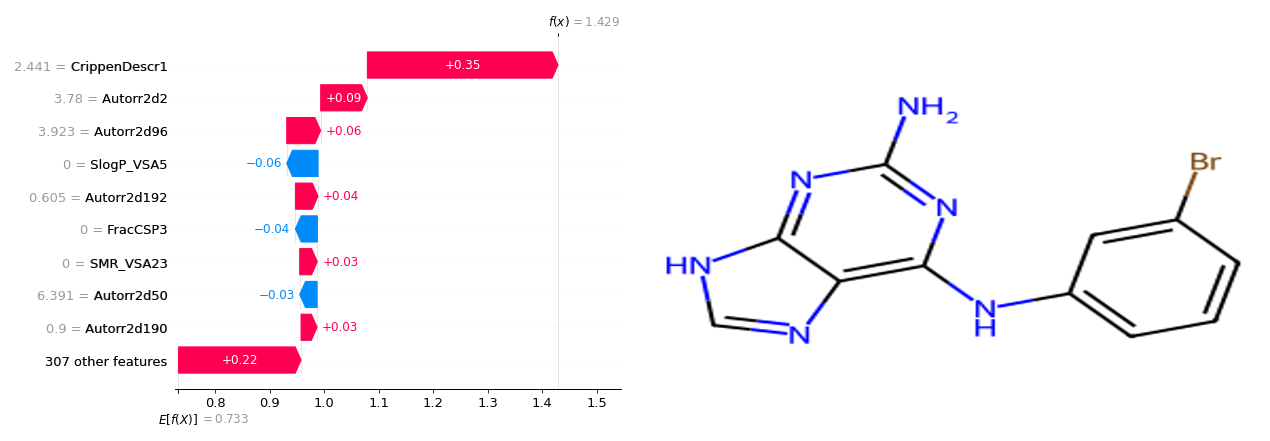 f(x) = 1.429
2.441 = CrippenDescr1
+0.35
3.78 = Autorr2d2
+0.09
3.923 = Autorr2d96
+0.06
0 = SlogP_VSA5
−0.06
0.605 = Autorr2d192
+0.04
0 = FracCSP3
−0.04
0 = SMR_VSA23
+0.03
6.391 = Autorr2d50
−0.03
0.9 = Autorr2d190
+0.03
307 other features
+0.22
0.8 0.9 1.0 1.1 1.2 1.3 1.4 1.5
E[f(X)] = 0.733
NH2
Br
N
N
HN
N
N
H